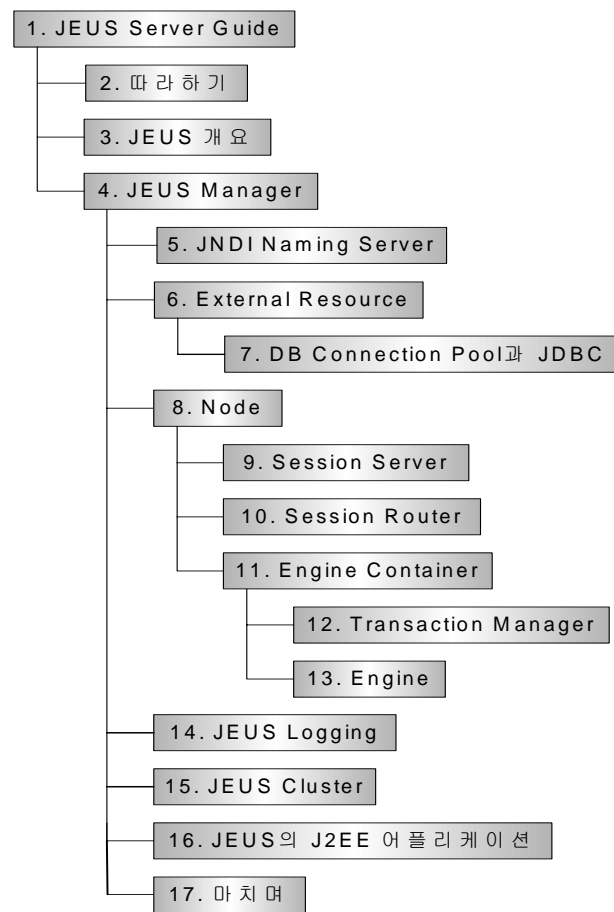 1. JEUS Server Guide
2. 따라하기
3. JEUS 개요
4. JEUS Manager
5. JNDI Naming Server
6. External Resource
7. DB Connection Pool과 JDBC
8. Node
9. Session Server
10. Session Router
11. Engine Container
12. Transaction Manager
13. Engine
14. JEUS Logging
15. JEUS Cluster
16. JEUS의 J2EE 어플리케이션
17. 마치며